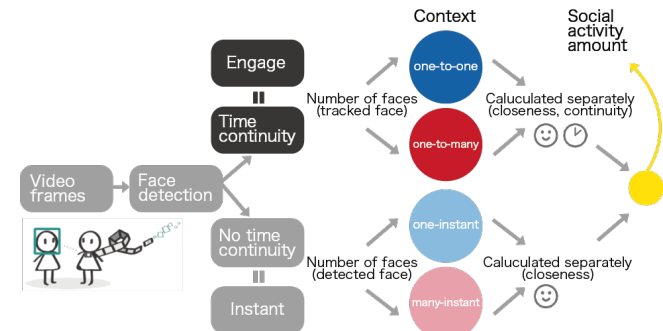 Context
Social
activity
amount
Engage
Time
continuity
Number of faces
(tracked face)
one-to-one
one-to-many
Caluculated separately
(closeness, continuity)
Video
frames
Face
detection
No time
continuity
Instant
Number of faces
(detected face)
one-instant
many-instant
Caluculated separately
(closeness)